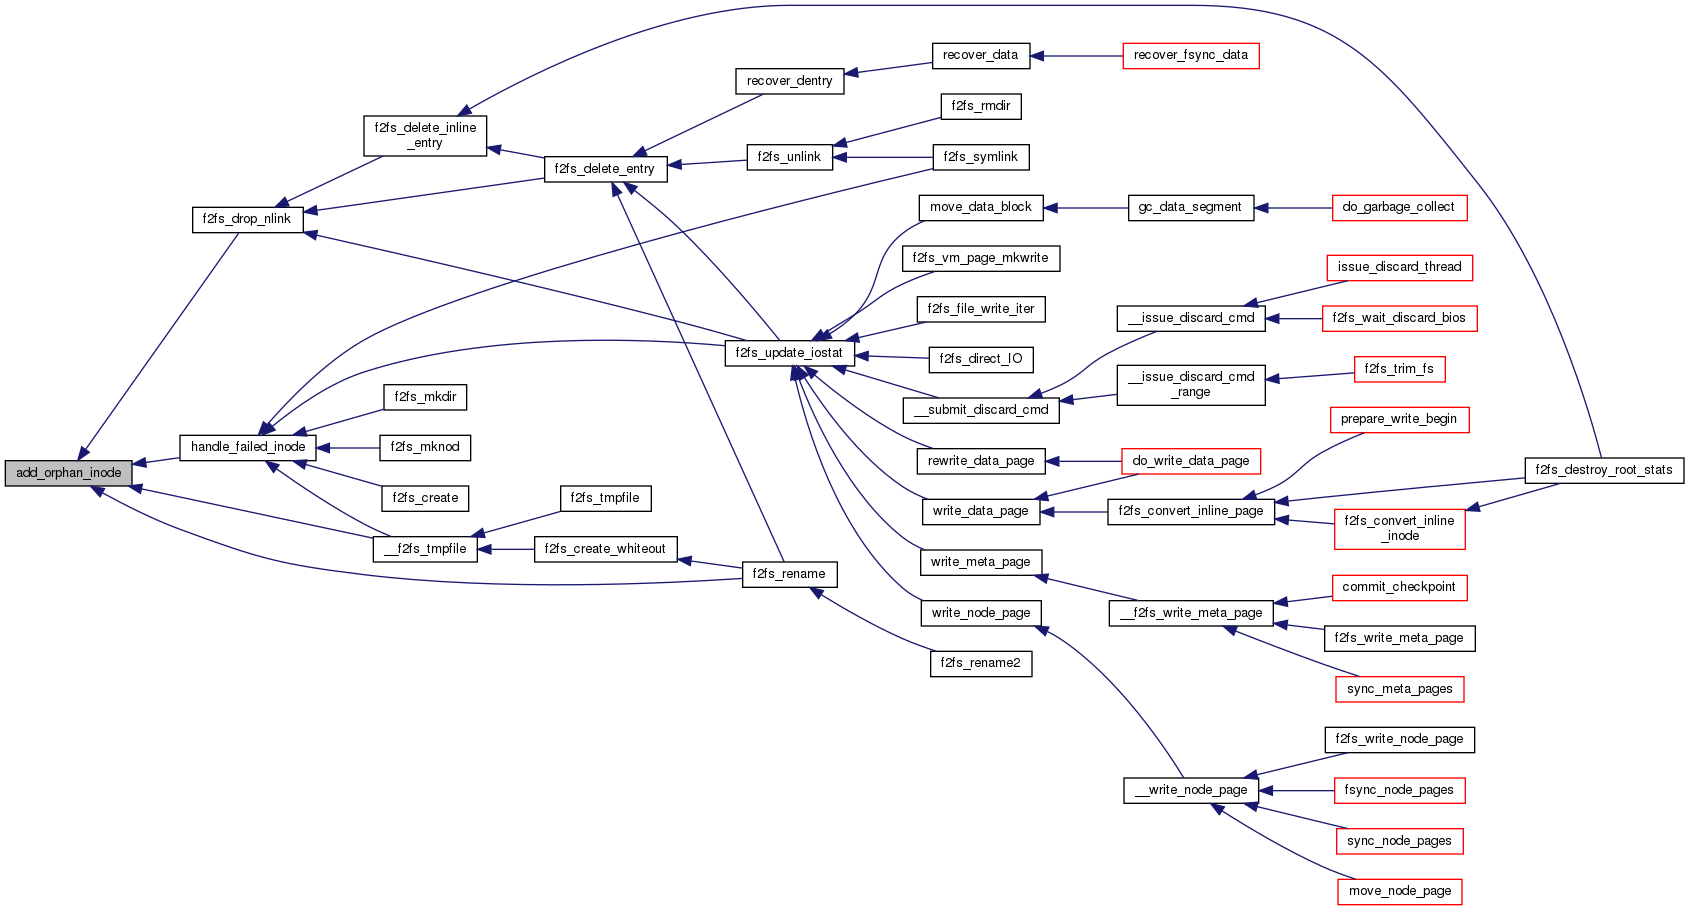 recover_data
recover_fsync_data
recover_dentry
f2fs_rmdir
f2fs_delete_inline
_entry
f2fs_unlink
f2fs_symlink
f2fs_delete_entry
f2fs_drop_nlink
move_data_block
gc_data_segment
do_garbage_collect
f2fs_vm_page_mkwrite
issue_discard_thread
f2fs_file_write_iter
__issue_discard_cmd
f2fs_wait_discard_bios
f2fs_update_iostat
f2fs_direct_IO
__issue_discard_cmd
_range
f2fs_trim_fs
f2fs_mkdir
__submit_discard_cmd
prepare_write_begin
handle_failed_inode
f2fs_mknod
rewrite_data_page
do_write_data_page
add_orphan_inode
f2fs_destroy_root_stats
f2fs_create
f2fs_tmpfile
write_data_page
f2fs_convert_inline_page
f2fs_convert_inline
_inode
__f2fs_tmpfile
f2fs_create_whiteout
write_meta_page
f2fs_rename
commit_checkpoint
write_node_page
__f2fs_write_meta_page
f2fs_write_meta_page
f2fs_rename2
sync_meta_pages
f2fs_write_node_page
__write_node_page
fsync_node_pages
sync_node_pages
move_node_page